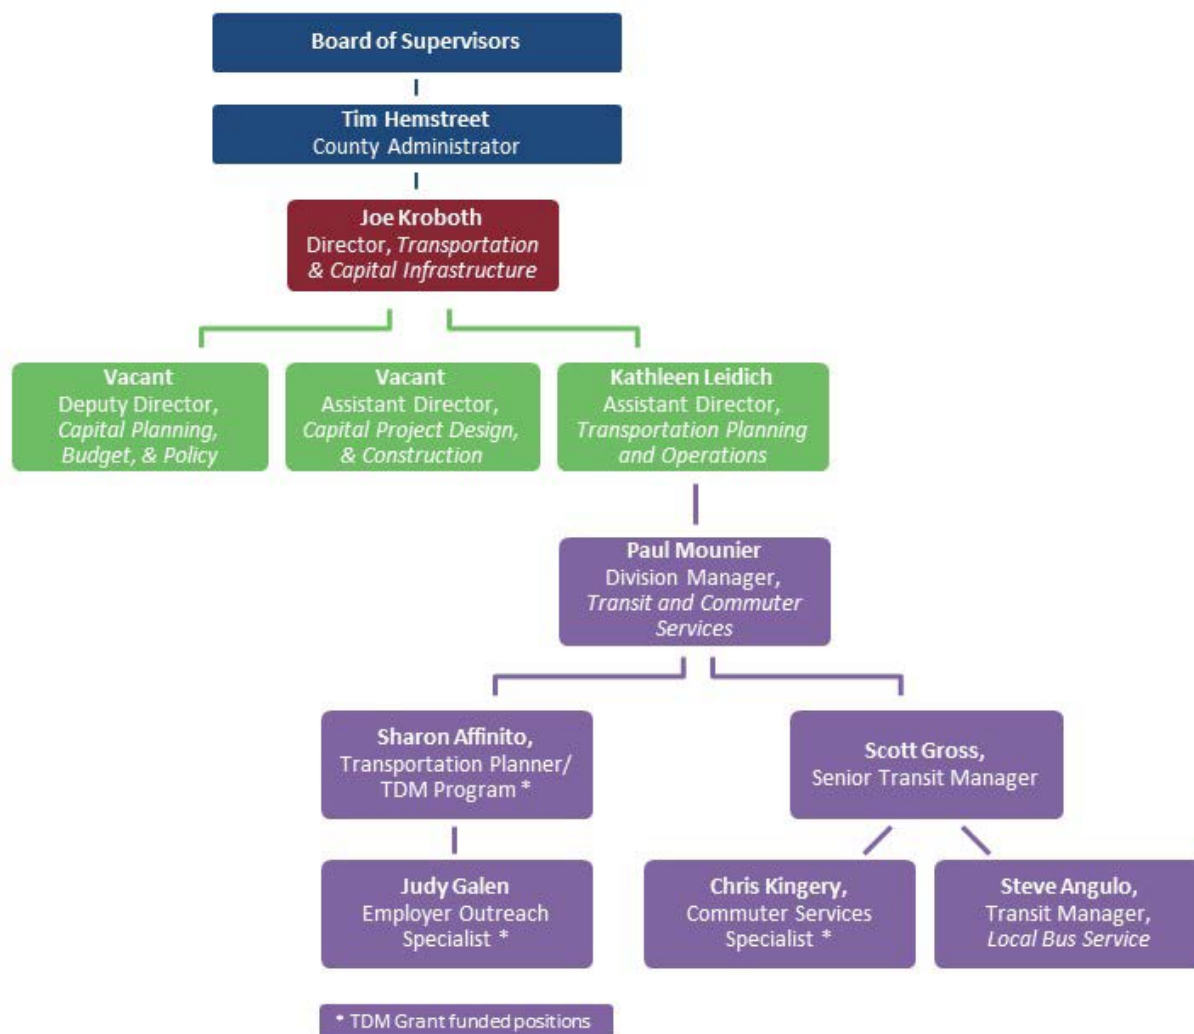 Board of Supervisors
Tim Hemstreet
County Administrator
Joe Kroboth
Director, Transportation
& Capital Infrastructure
Vacant
Deputy Director,
Capital Planning,
Budget, & Policy
Vacant
Assistant Director,
Capital Project Design,
& Construction
Kathleen Leidich
Assistant Director,
Transportation Planning
and Operations
Paul Mounier
Division Manager,
Transit and Commuter
Services
Sharon Affinito,
Transportation Planner/
TDM Program *
Scott Gross,
Senior Transit Manager
Judy Galen
Employer Outreach
Specialist *
Chris Kingery,
Commuter Services
Specialist *
Steve Angulo,
Transit Manager,
Local Bus Service
* TDM Grant funded positions